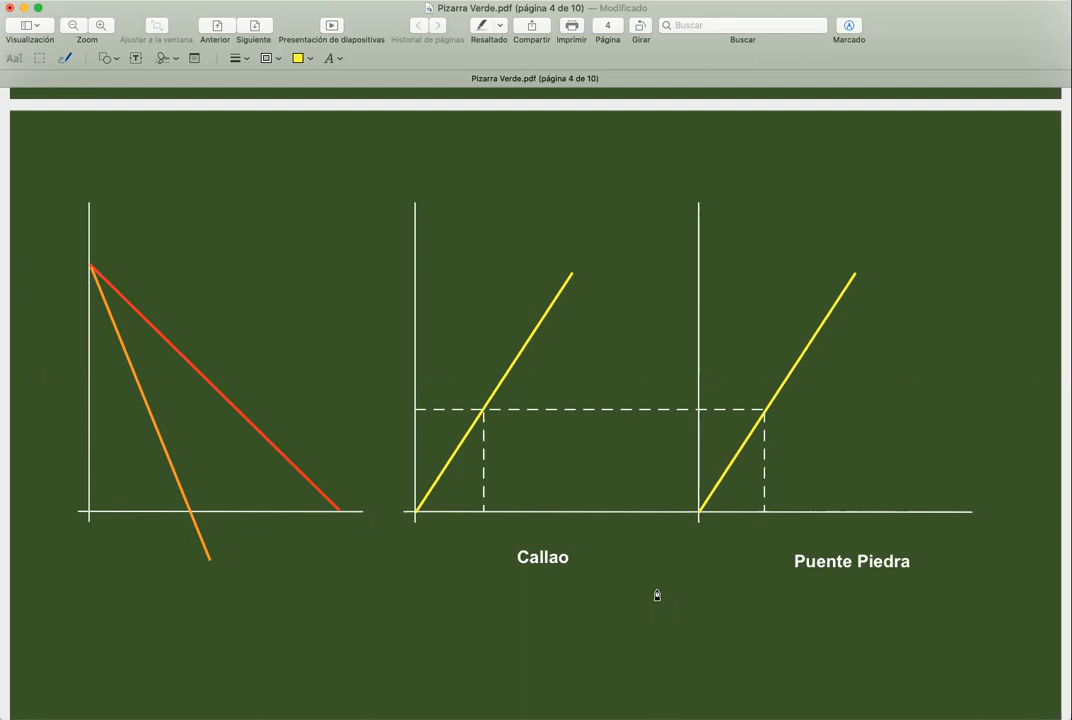 Pizarra Verde.pdf (página 4 de 10) — Modificado
Visualización
Zoom
Ajustar a la ventana
Anterior
Siguiente
Presentación de diapositivas
Historial de páginas
Resaltado
Compartir
Imprimir
4
Página
Girar
Buscar
Buscar
Marcado
AaI
T
A
Pizarra Verde.pdf (página 4 de 10)
Callao
Puente Piedra